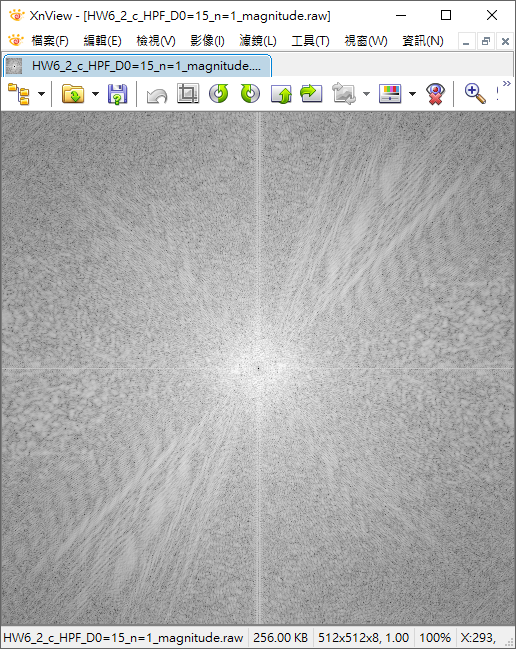 XnView - [HW6_2_c_HPF_D0=15_n=1_magnitude.raw]
檔案(F) 編輯(E) 檢視(V) 影像(I) 濾鏡(L) 工具(T) 視窗(W) 資訊(N)
HW6_2_c_HPF_D0=15_n=1_magnitude....
HW6_2_c_HPF_D0=15_n=1_magnitude.raw 256.00 KB 512x512x8, 1.00 100% X:293,